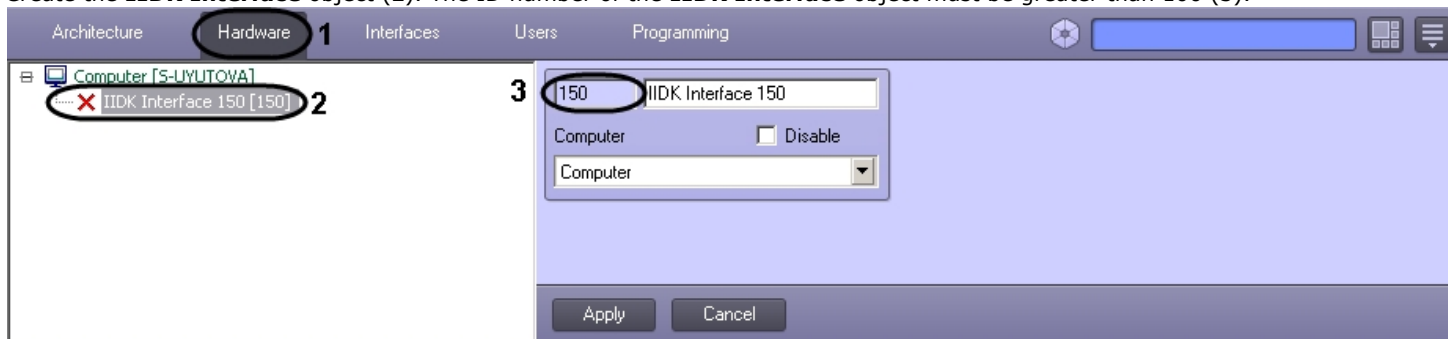 Create the IIDK Interface object (2). The ID number of the IIDK Interface object must be greater than 100 (3).
Architecture Hardware 1 Interfaces Users Programming
Computer [S-UYUTOVA]
IIDK Interface 150 [150] 2
3 150 IIDK Interface 150
Computer Disable
Computer
Apply Cancel